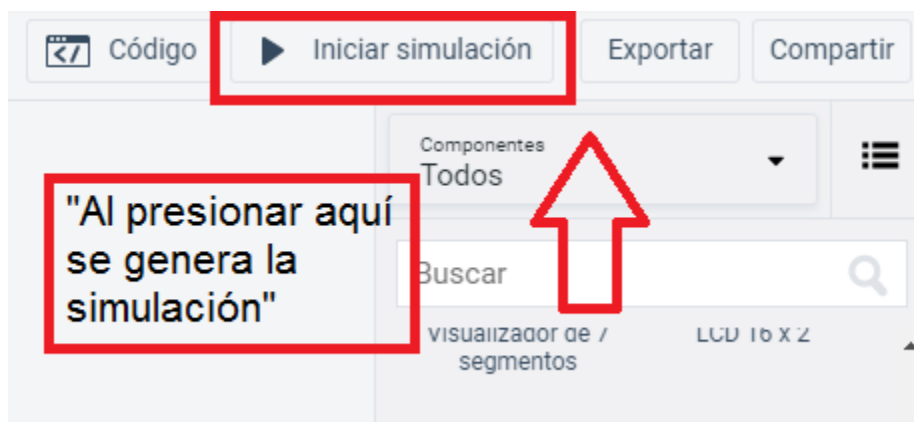 Código
Iniciar simulación
Exportar
Compartir
Componentes
Todos
"Al presionar aquí
se genera la
simulación"
Buscar
Visualizador de 7
segmentos
LCD 16 x 2